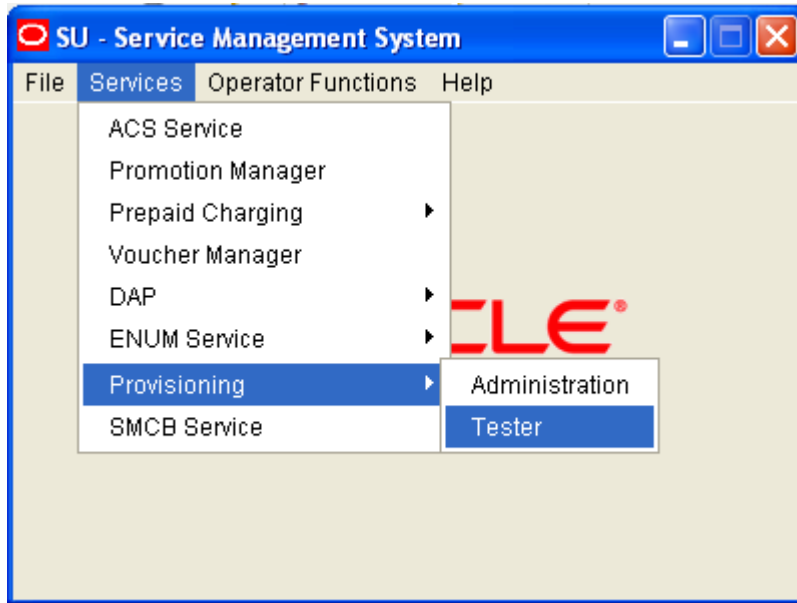 SU - Service Management System
File Services Operator Functions Help
ACS Service
Promotion Manager
Prepaid Charging
Voucher Manager
DAP
ENUM Service
Provisioning
SMCB Service
Administration
Tester
CLE®